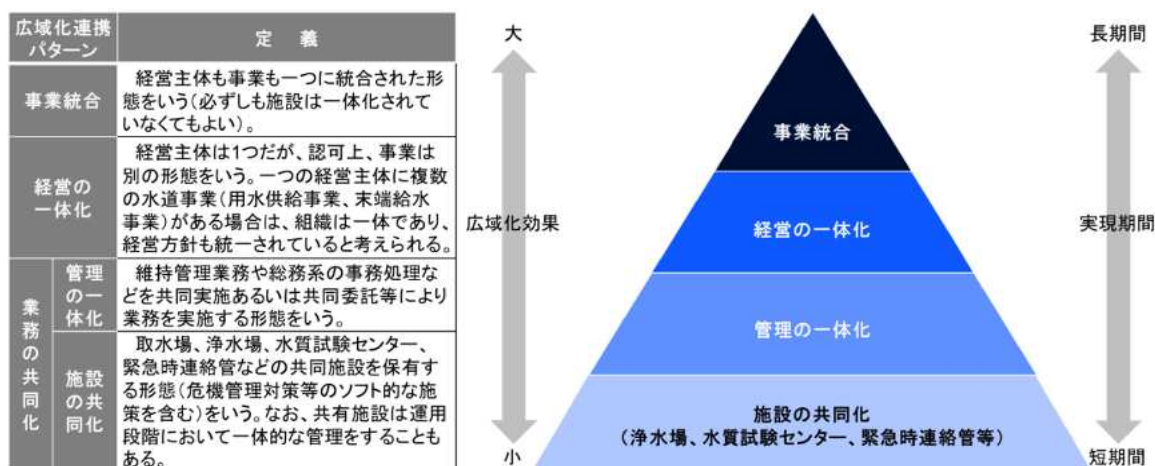 広域化連携
パターン
定　義
事業統合
経営主体も事業も一つに統合された形
態をいう（必ずしも施設は一体化されて
いなくてもよい）。
経営の
一体化
経営主体は1つだが、認可上、事業は
別の形態をいう。一つの経営主体に複数
の水道事業（用水供給事業、末端給水
事業）がある場合は、組織は一体であり、
経営方針も統一されていると考えられる。
業務の共同化
管理
の一
体化
維持管理業務や総務系の事務処理な
どを共同実施あるいは共同委託等により
業務を実施する形態をいう。
施設
の共
同化
取水場、浄水場、水質試験センター、
緊急時連絡管などの共同施設を保有す
る形態（危機管理対策等のソフト的な施
策を含む）をいう。なお、共有施設は運用
段階において一体的な管理をすることも
ある。
大
広域化効果
小
事業統合
経営の一体化
管理の一体化
施設の共同化
（浄水場、水質試験センター、緊急時連絡管等）
長期間
実現期間
短期間